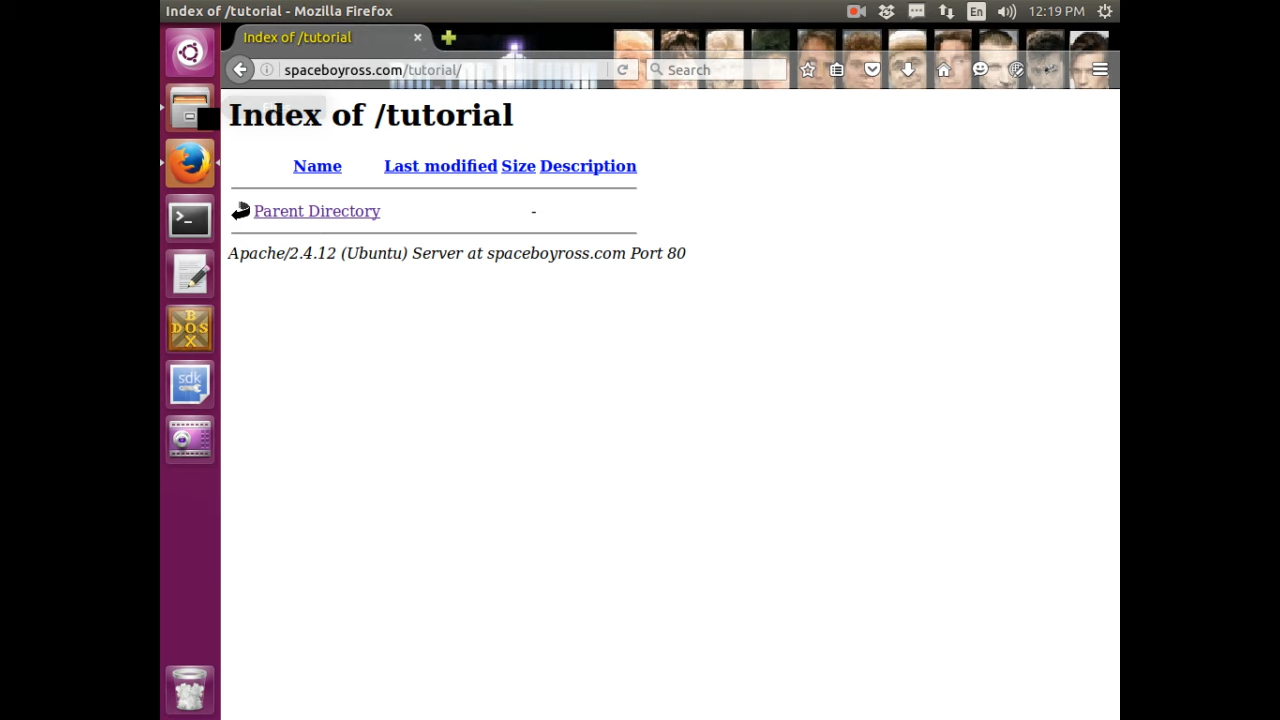 Index of /tutorial - Mozilla Firefox
En
12:19 PM
Index of /tutorial
spaceboyross.com/tutorial/
Search
Index of /tutorial
Name Last modified Size Description
Parent Directory -
Apache/2.4.12 (Ubuntu) Server at spaceboyross.com Port 80
>_
B
DOS
X
sdk